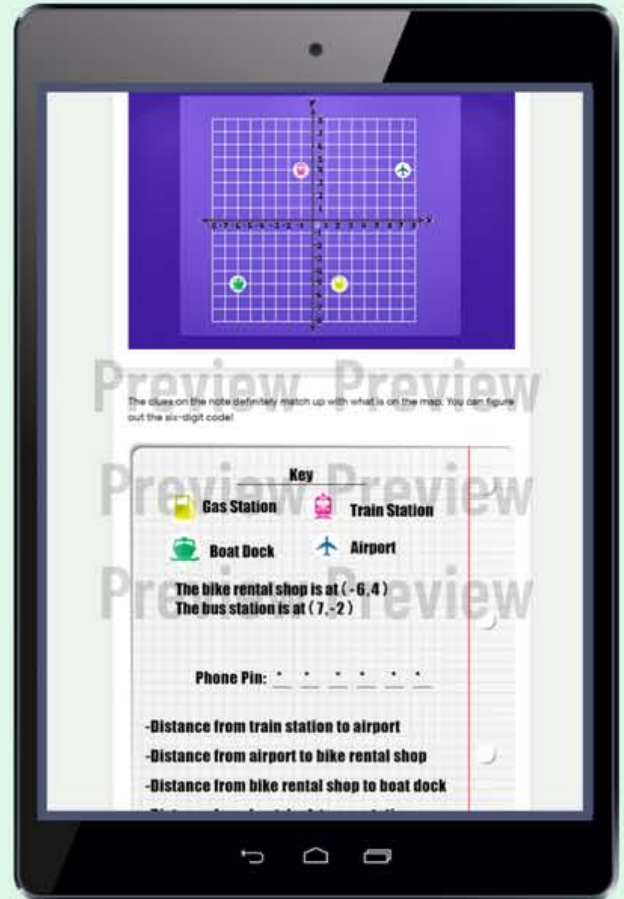 Y
X
Preview Preview
The clues on the note definitely match up with what is on the map. You can figure
out the six-digit code!
Key
Preview Preview
Gas Station
Train Station
Boat Dock
Airport
Preview Preview
The bike rental shop is at ( -6,4 )
The bus station is at ( 7,-2 )
Phone Pin:
-Distance from train station to airport
-Distance from airport to bike rental shop
-Distance from bike rental shop to boat dock